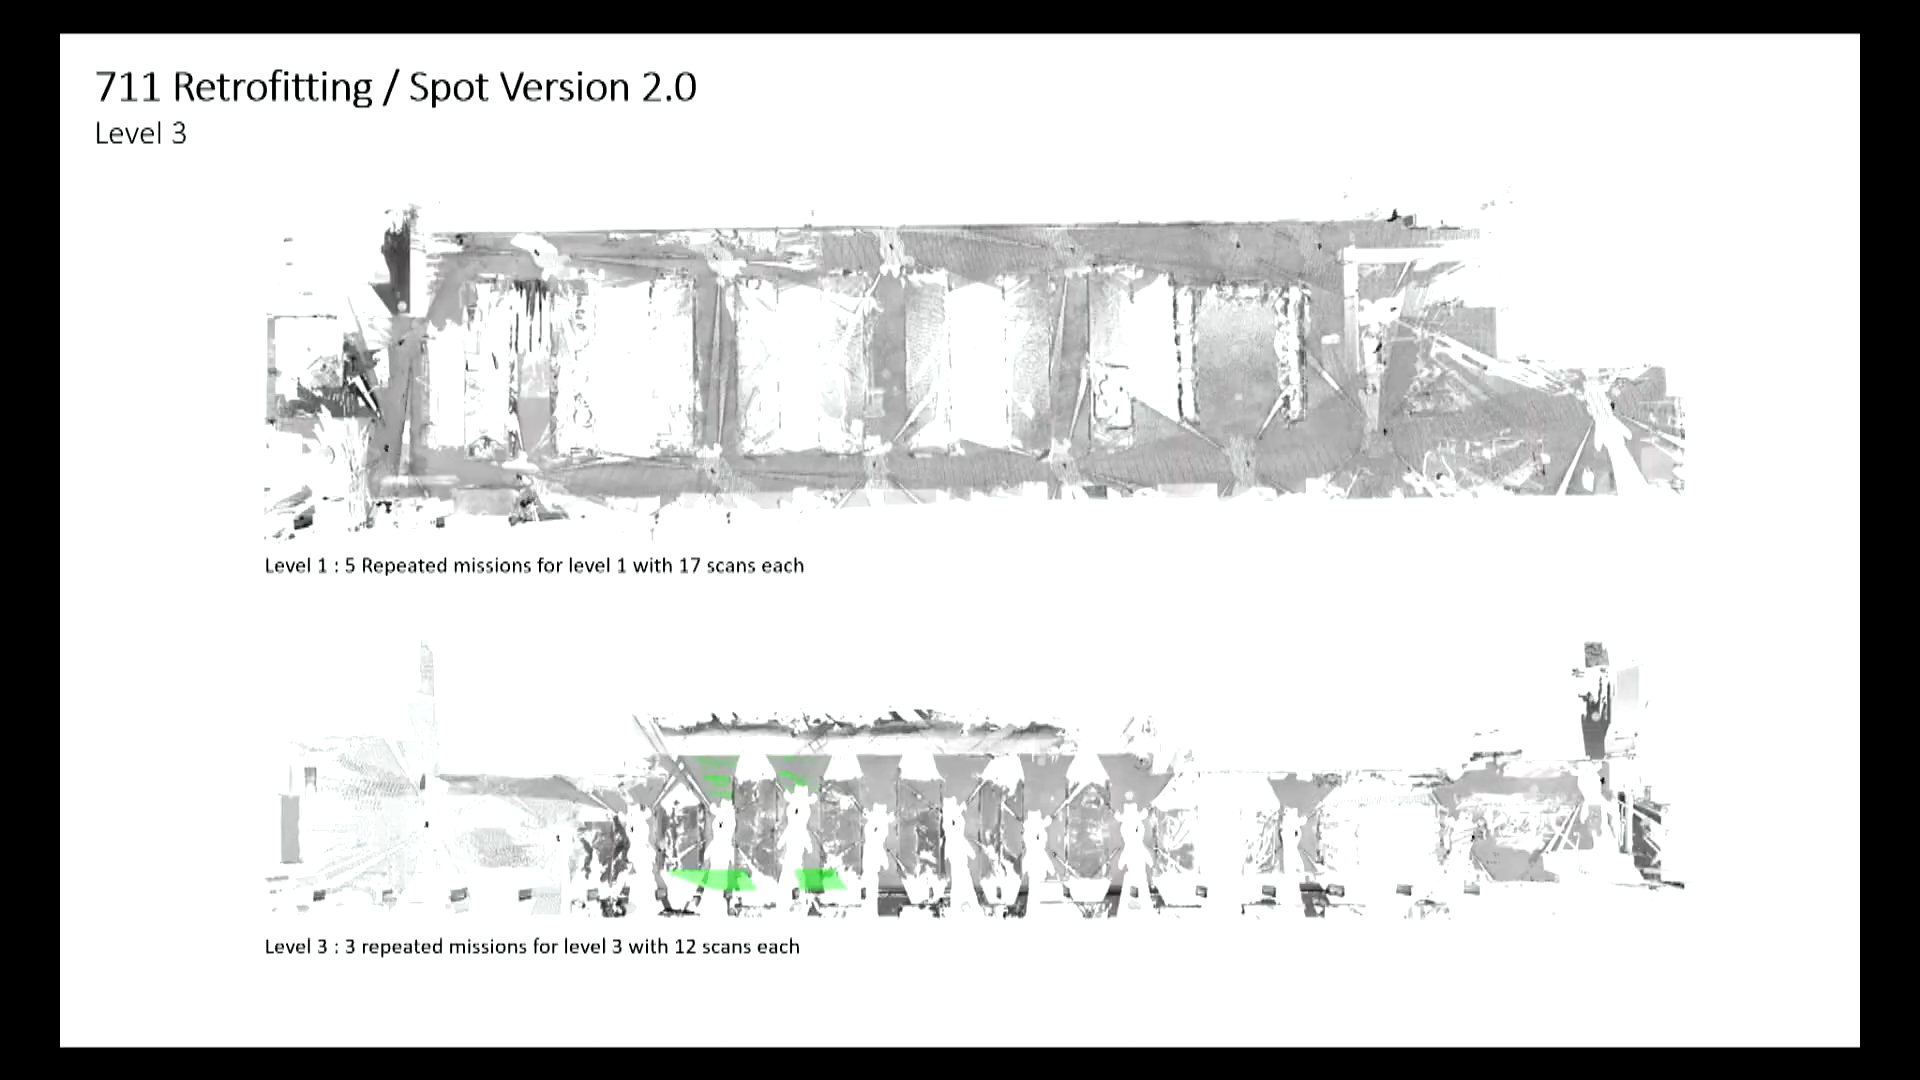 711 Retrofitting / Spot Version 2.0
Level 3
Level 1 : 5 Repeated missions for level 1 with 17 scans each
Level 3 : 3 repeated missions for level 3 with 12 scans each